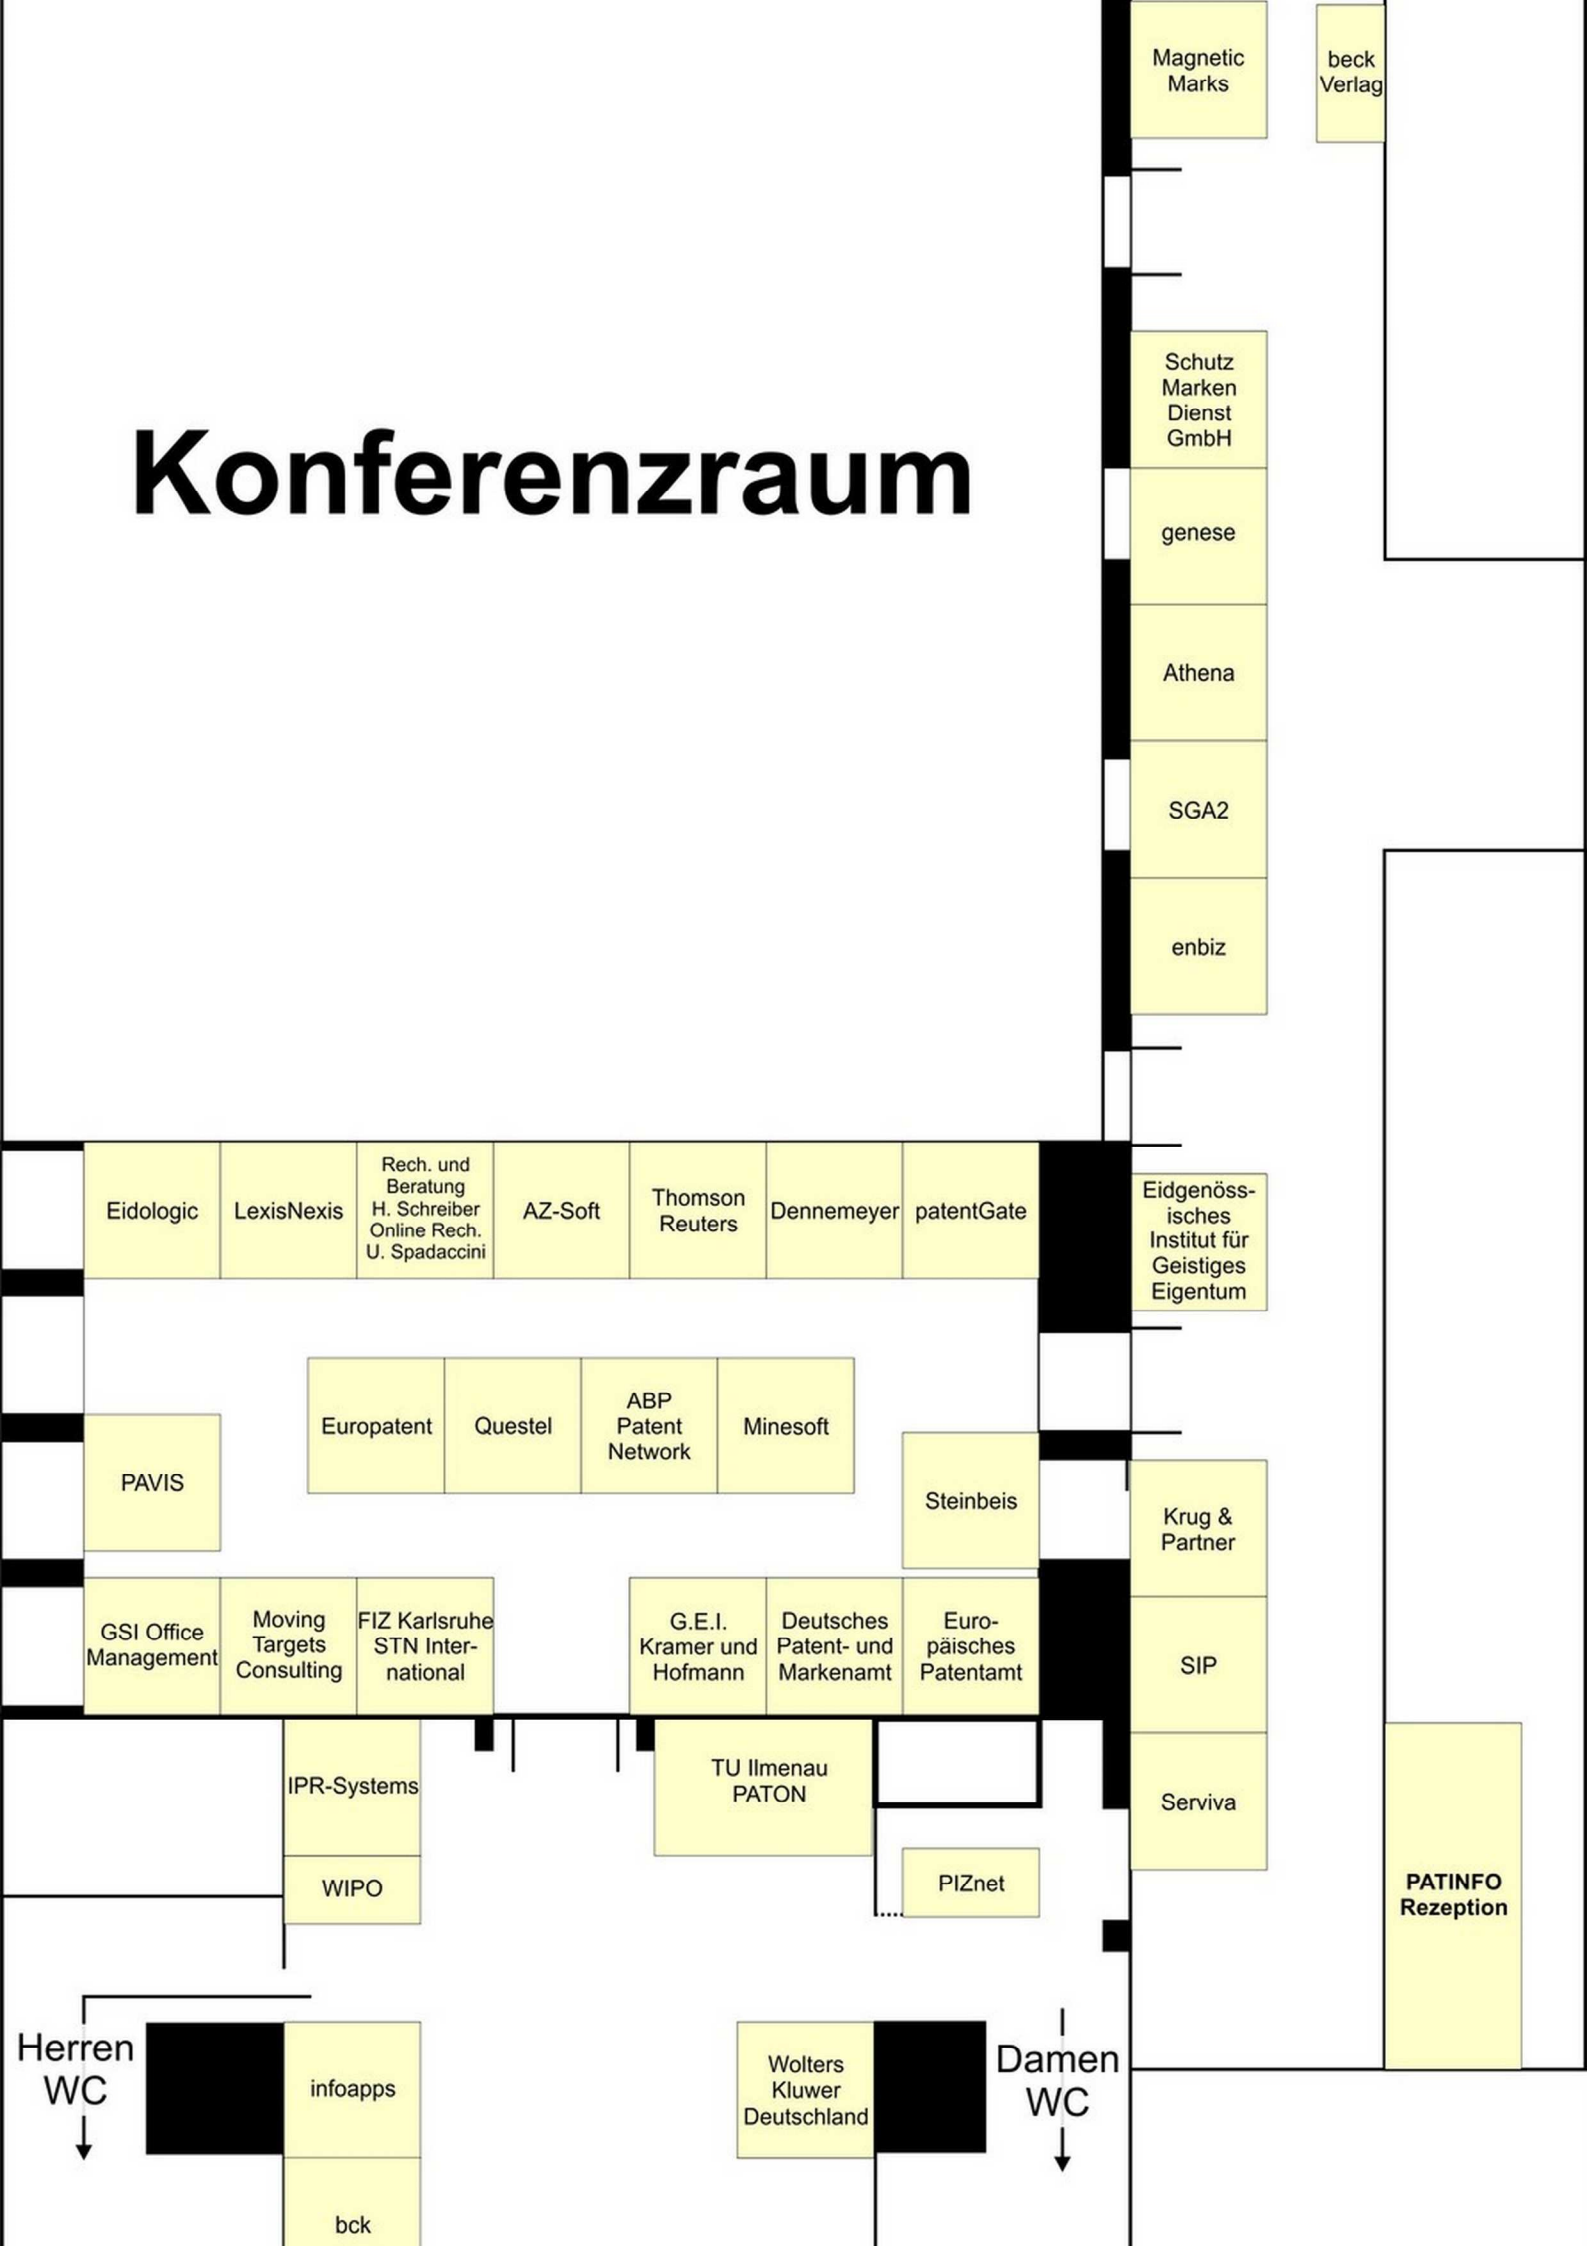 Magnetic
Marks
beck
Verlag
Schutz
Marken
Dienst
GmbH
Konferenzraum
genese
Athena
SGA2
enbiz
Eidologic
LexisNexis
Rech. und
Beratung
H. Schreiber
Online Rech.
U. Spadaccini
AZ-Soft
Thomson
Reuters
Dennemeyer
patentGate
Eidgenöss-
isches
Institut für
Geistiges
Eigentum
Europatent
Questel
ABP
Patent
Network
Minesoft
PAVIS
Steinbeis
Krug &
Partner
GSI Office
Management
Moving
Targets
Consulting
FIZ Karlsruhe
STN Inter-
national
G.E.I.
Kramer und
Hofmann
Deutsches
Patent- und
Markenamt
Euro-
päisches
Patentamt
SIP
IPR-Systems
TU Ilmenau
PATON
Serviva
WIPO
PIZnet
PATINFO
Rezeption
Herren
WC
infoapps
Wolters
Kluwer
Deutschland
Damen
WC
bck